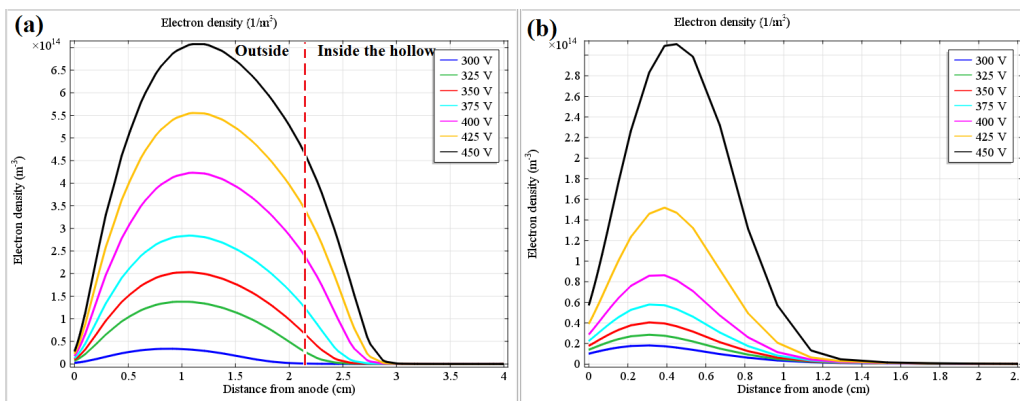 (a)
Electron density (1/m³)
×10¹⁴
Outside
Inside the hollow
300 V
325 V
350 V
375 V
400 V
425 V
450 V
Electron density (m⁻³)
6.5
5.5
5
4.5
3.5
3
2.5
2
1.5
1
0.5
0
0
0.5
1
1.5
2
2.5
3
3.5
4
Distance from anode (cm)
(b)
Electron density (1/m³)
×10¹⁴
300 V
325 V
350 V
375 V
400 V
425 V
450 V
Electron density (m⁻³)
2.8
2.6
2.4
2.2
2
1.8
1.6
1.4
1.2
1
0.8
0.6
0.4
0.2
0
0
0.2
0.4
0.6
0.8
1
1.2
1.4
1.6
1.8
2
Distance from anode (cm)